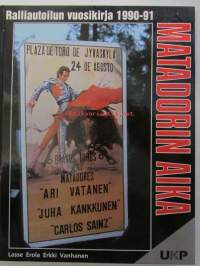 Ralliautoilun vuosikirja 1990-91
MATADORIN AIKA
PLAZA DE TORO DE JYVASKYLA
24 DE AGOSTO
MATADORES
"ARI VATANEN"
"JUHA KANKKUNEN"
"CARLOS SAINZ"
Lasse Erola Erkki Vanhanen
UKP